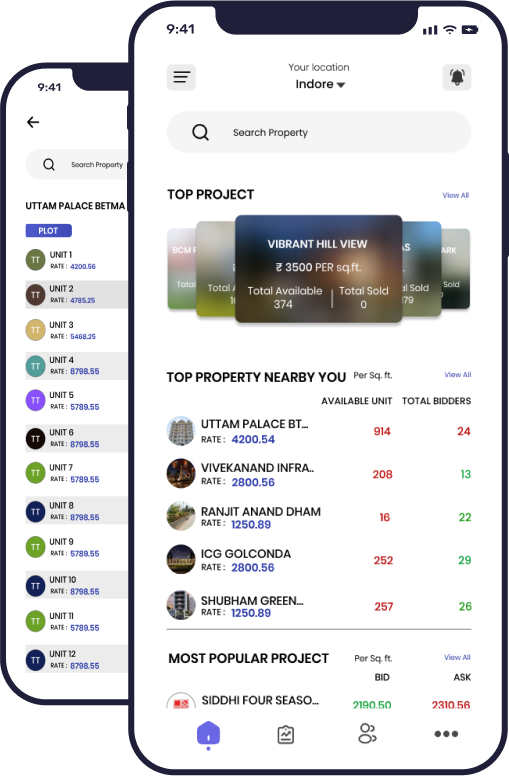 9:41
Search Property
UTTAM PALACE BETMA
PLOT
TT UNIT 1
RATE : 4200.56
TT UNIT 2
RATE : 4785.25
TT UNIT 3
RATE : 5468.25
TT UNIT 4
RATE : 8798.55
TT UNIT 5
RATE : 5789.55
TT UNIT 6
RATE : 8798.55
TT UNIT 7
RATE : 5789.55
TT UNIT 8
RATE : 8798.55
TT UNIT 9
RATE : 5789.55
TT UNIT 10
RATE : 8798.55
TT UNIT 11
RATE : 5789.55
TT UNIT 12
RATE : 8798.55
9:41
Your location
Indore
Search Property
TOP PROJECT View All
BCM VIBRANT HILL VIEW AS ARK
₹ 3500 PER sq.ft.
Total Available Total Sold
374 0
Sold
179 0
TOP PROPERTY NEARBY YOU Per Sq. ft. View All
AVAILABLE UNIT TOTAL BIDDERS
UTTAM PALACE BT... 914 24
RATE : 4200.54
VIVEKANAND INFRA.. 208 13
RATE : 2800.56
RANJIT ANAND DHAM 16 22
RATE : 1250.89
ICG GOLCONDA 252 29
RATE : 2800.56
SHUBHAM GREEN... 257 26
RATE : 1250.89
MOST POPULAR PROJECT Per Sq. ft. View All
BID ASK
SIDDHI FOUR SEASO... 2190.50 2310.56